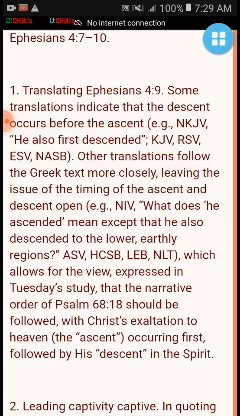 100% 7:29 AM
No internet connection
Ephesians 4:7–10.
1. Translating Ephesians 4:9. Some
translations indicate that the descent
occurs before the ascent (e.g., NKJV,
“He also first descended”; KJV, RSV,
ESV, NASB). Other translations follow
the Greek text more closely, leaving the
issue of the timing of the ascent and
descent open (e.g., NIV, “What does ‘he
ascended’ mean except that he also
descended to the lower, earthly
regions?” ASV, HCSB, LEB, NLT), which
allows for the view, expressed in
Tuesday’s study, that the narrative
order of Psalm 68:18 should be
followed, with Christ’s exaltation to
heaven (the “ascent”) occurring first,
followed by His “descent” in the Spirit.
2. Leading captivity captive. In quoting